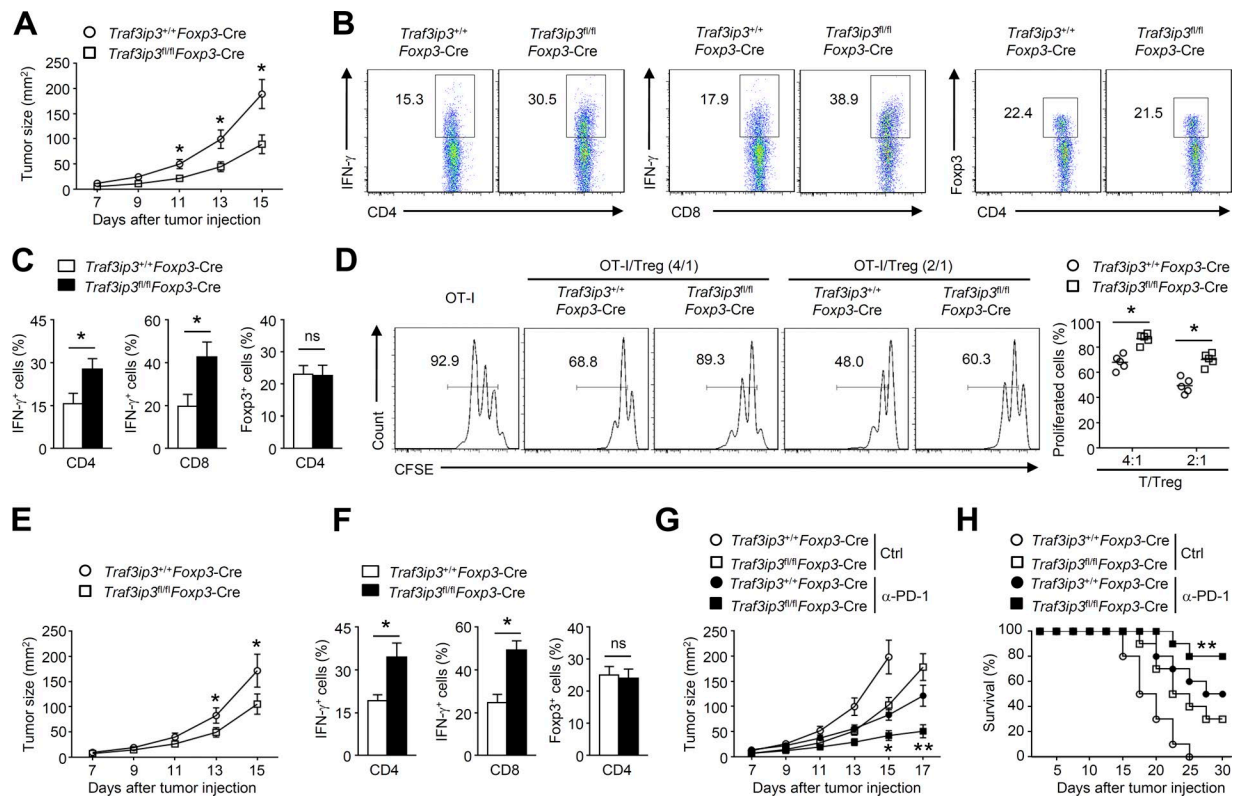 A
Traf3ip3+/+Foxp3-Cre
Traf3ip3fl/flFoxp3-Cre
Tumor size (mm2)
250
200
150
100
50
0
*
*
*
7 9 11 13 15
Days after tumor injection
B
Traf3ip3+/+ Traf3ip3fl/fl Traf3ip3+/+ Traf3ip3fl/fl Traf3ip3+/+ Traf3ip3fl/fl
Foxp3-Cre Foxp3-Cre Foxp3-Cre Foxp3-Cre Foxp3-Cre Foxp3-Cre
IFN-γ
15.3
30.5
CD4
IFN-γ
17.9
38.9
CD8
Foxp3
22.4
21.5
CD4
C
Traf3ip3+/+Foxp3-Cre
Traf3ip3fl/flFoxp3-Cre
IFN-γ+ cells (%)
45
30
15
0
*
CD4
IFN-γ+ cells (%)
60
40
20
0
*
CD8
Foxp3+ cells (%)
40
30
20
10
0
ns
CD4
D
OT-I/Treg (4/1) OT-I/Treg (2/1)
OT-I
Traf3ip3+/+ Traf3ip3fl/fl Traf3ip3+/+ Traf3ip3fl/fl
Foxp3-Cre Foxp3-Cre Foxp3-Cre Foxp3-Cre
Count
92.9 68.8 89.3 48.0 60.3
CFSE
Traf3ip3+/+Foxp3-Cre
Traf3ip3fl/flFoxp3-Cre
Proliferated cells (%)
100
80
60
40
20
0
*
*
4:1 2:1
T/Treg
E
Traf3ip3+/+Foxp3-Cre
Traf3ip3fl/flFoxp3-Cre
Tumor size (mm2)
250
200
150
100
50
0
*
*
7 9 11 13 15
Days after tumor injection
F
Traf3ip3+/+Foxp3-Cre
Traf3ip3fl/flFoxp3-Cre
IFN-γ+ cells (%)
45
30
15
0
*
CD4
IFN-γ+ cells (%)
60
40
20
0
*
CD8
Foxp3+ cells (%)
40
30
20
10
0
ns
CD4
G
Traf3ip3+/+Foxp3-Cre
Traf3ip3fl/flFoxp3-Cre
Ctrl
Traf3ip3+/+Foxp3-Cre
Traf3ip3fl/flFoxp3-Cre
α-PD-1
Tumor size (mm2)
250
200
150
100
50
0
* **
7 9 11 13 15 17
Days after tumor injection
H
Traf3ip3+/+Foxp3-Cre
Traf3ip3fl/flFoxp3-Cre
Ctrl
Traf3ip3+/+Foxp3-Cre
Traf3ip3fl/flFoxp3-Cre
α-PD-1
Survival (%)
100
80
60
40
20
0
**
5 10 15 20 25 30
Days after tumor injection